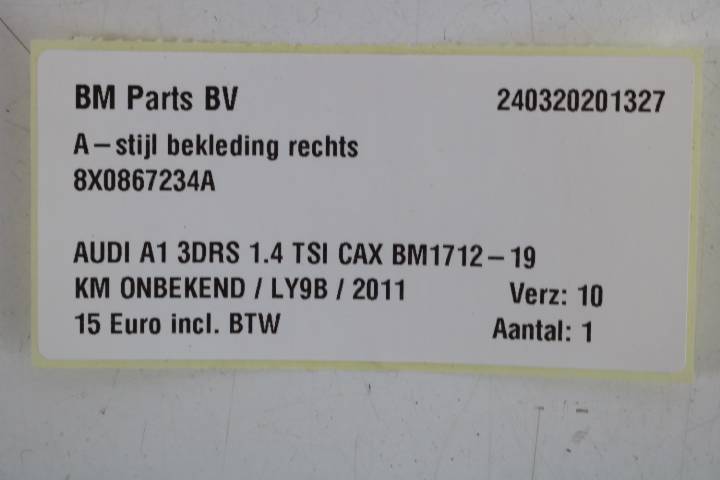 BM Parts BV 240320201327
A-stijl bekleding rechts
8X0867234A
AUDI A1 3DRS 1.4 TSI CAX BM1712-19
KM ONBEKEND / LY9B / 2011 Verz: 10
15 Euro incl. BTW Aantal: 1